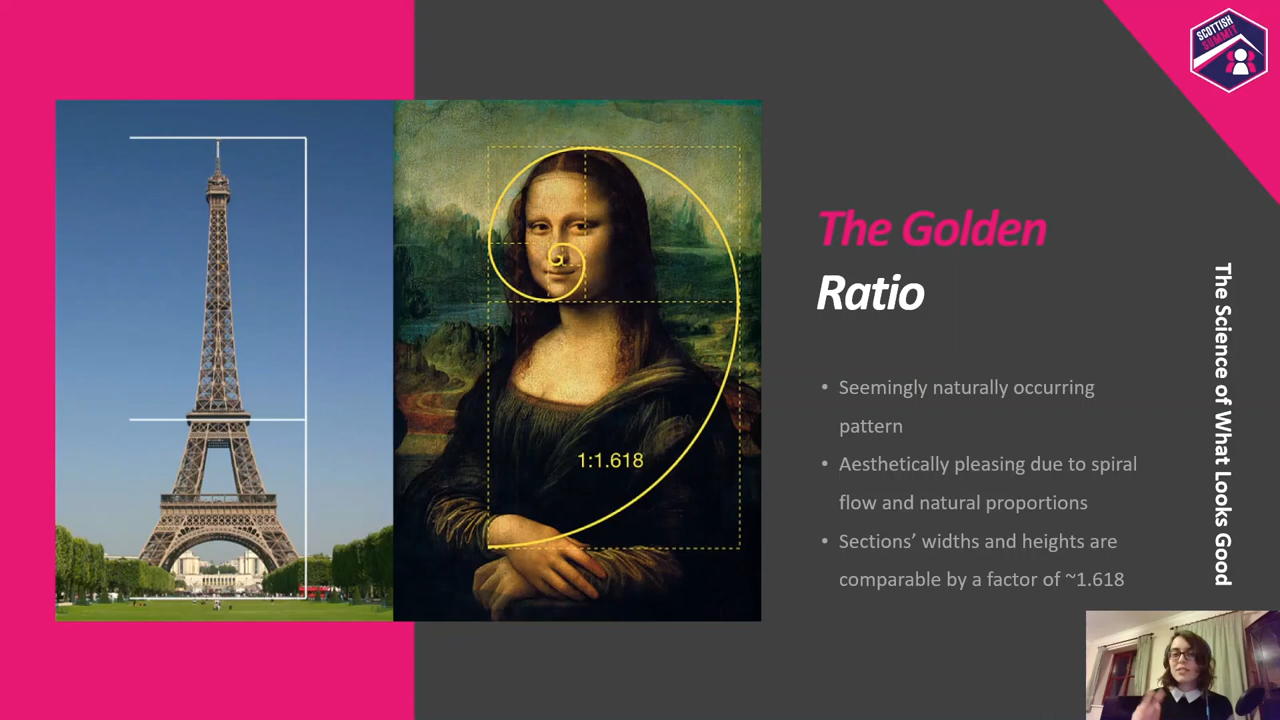 SCOTTISH
SUMMIT
The Golden
Ratio
1:1.618
• Seemingly naturally occurring
pattern
• Aesthetically pleasing due to spiral
flow and natural proportions
• Sections’ widths and heights are
comparable by a factor of ~1.618
The Science of What Looks Good